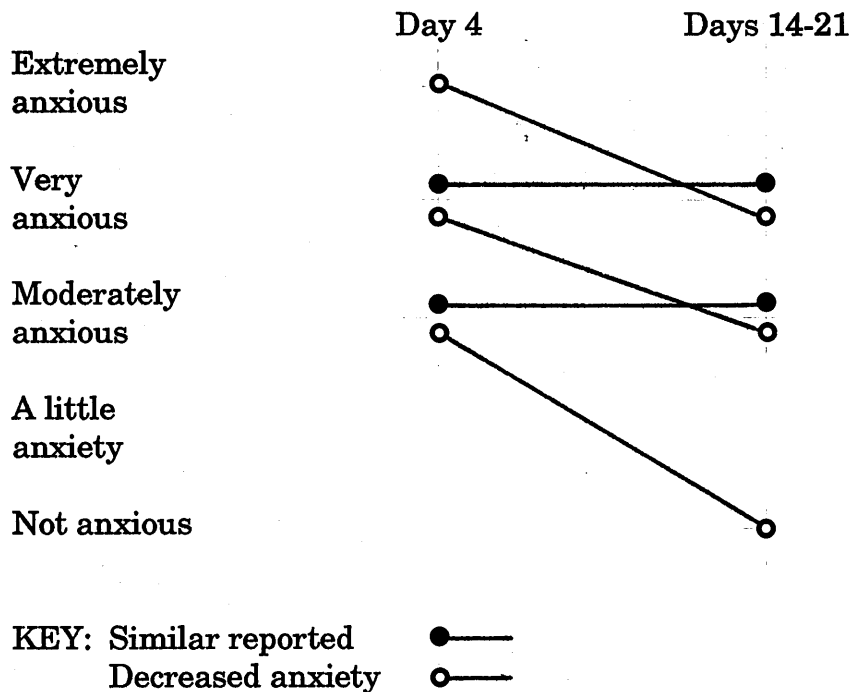 Day 4 Days 14-21
Extremely
anxious
Very
anxious
Moderately
anxious
A little
anxiety
Not anxious
KEY: Similar reported
Decreased anxiety